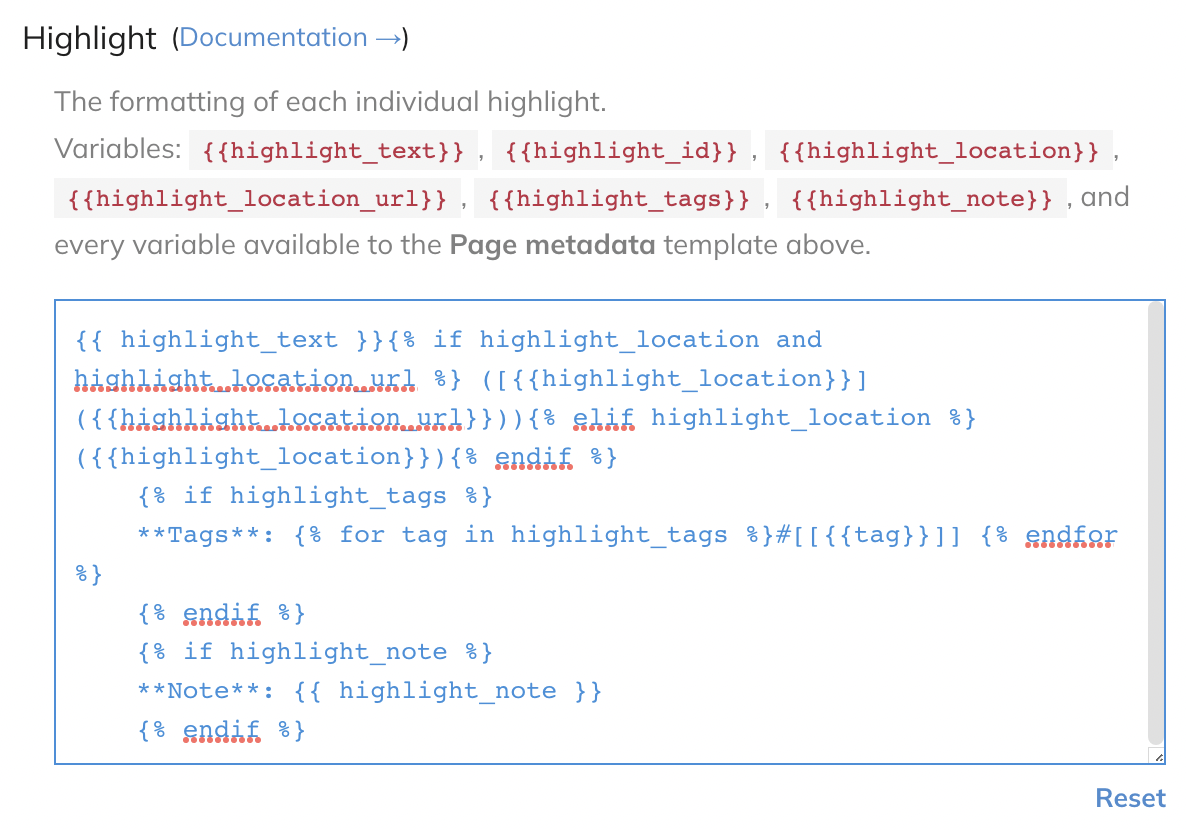 Highlight (Documentation →)
The formatting of each individual highlight.
Variables: {{highlight_text}} , {{highlight_id}} , {{highlight_location}} ,
{{highlight_location_url}} , {{highlight_tags}} , {{highlight_note}} , and
every variable available to the Page metadata template above.
{{ highlight_text }}{% if highlight_location and
highlight_location_url %} ([{{highlight_location}}]
({{highlight_location_url}})){% elif highlight_location %}
({{highlight_location}}){% endif %}
    {% if highlight_tags %}
    **Tags**: {% for tag in highlight_tags %}#[[{{tag}}]] {% endfor
%}
    {% endif %}
    {% if highlight_note %}
    **Note**: {{ highlight_note }}
    {% endif %}
Reset